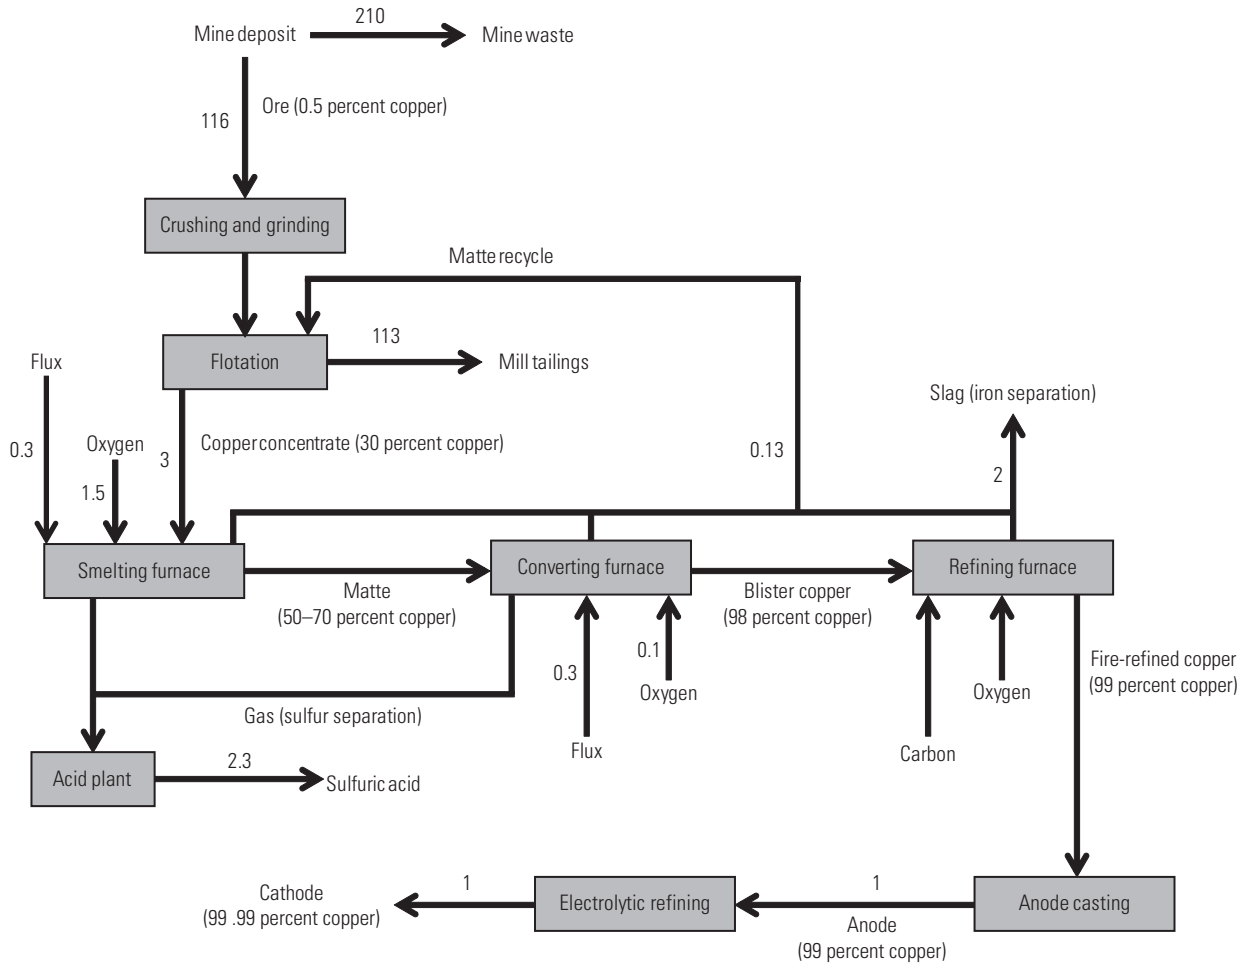 210
Mine deposit
Mine waste
Ore (0.5 percent copper)
116
Crushing and grinding
Matte recycle
113
Flotation
Mill tailings
Flux
Slag (iron separation)
Oxygen
Copper concentrate (30 percent copper)
0.3
3
0.13
2
1.5
Smelting furnace
Converting furnace
Refining furnace
Matte
(50–70 percent copper)
Blister copper
(98 percent copper)
0.1
0.3
Oxygen
Oxygen
Fire-refined copper
(99 percent copper)
Gas (sulfur separation)
Flux
Carbon
2.3
Acid plant
Sulfuric acid
Cathode
(99 .99 percent copper)
1
Electrolytic refining
1
Anode
(99 percent copper)
Anode casting